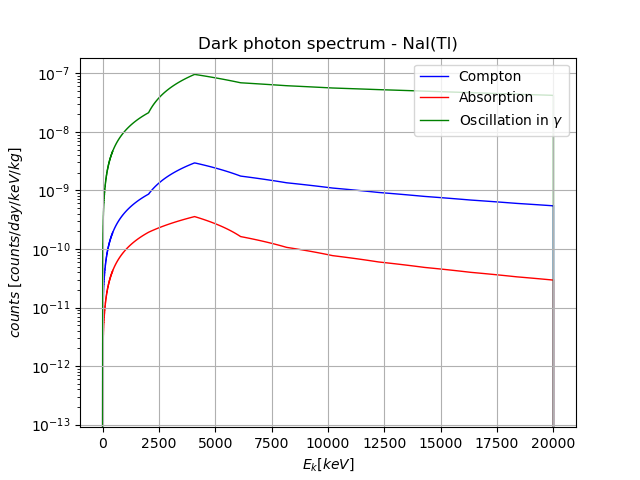 Dark photon spectrum - NaI(Tl)
Compton
Absorption
Oscillation in γ
counts [counts/day/keV/kg]
10⁻⁷
10⁻⁸
10⁻⁹
10⁻¹⁰
10⁻¹¹
10⁻¹²
10⁻¹³
0 2500 5000 7500 10000 12500 15000 17500 20000
E_k[keV]